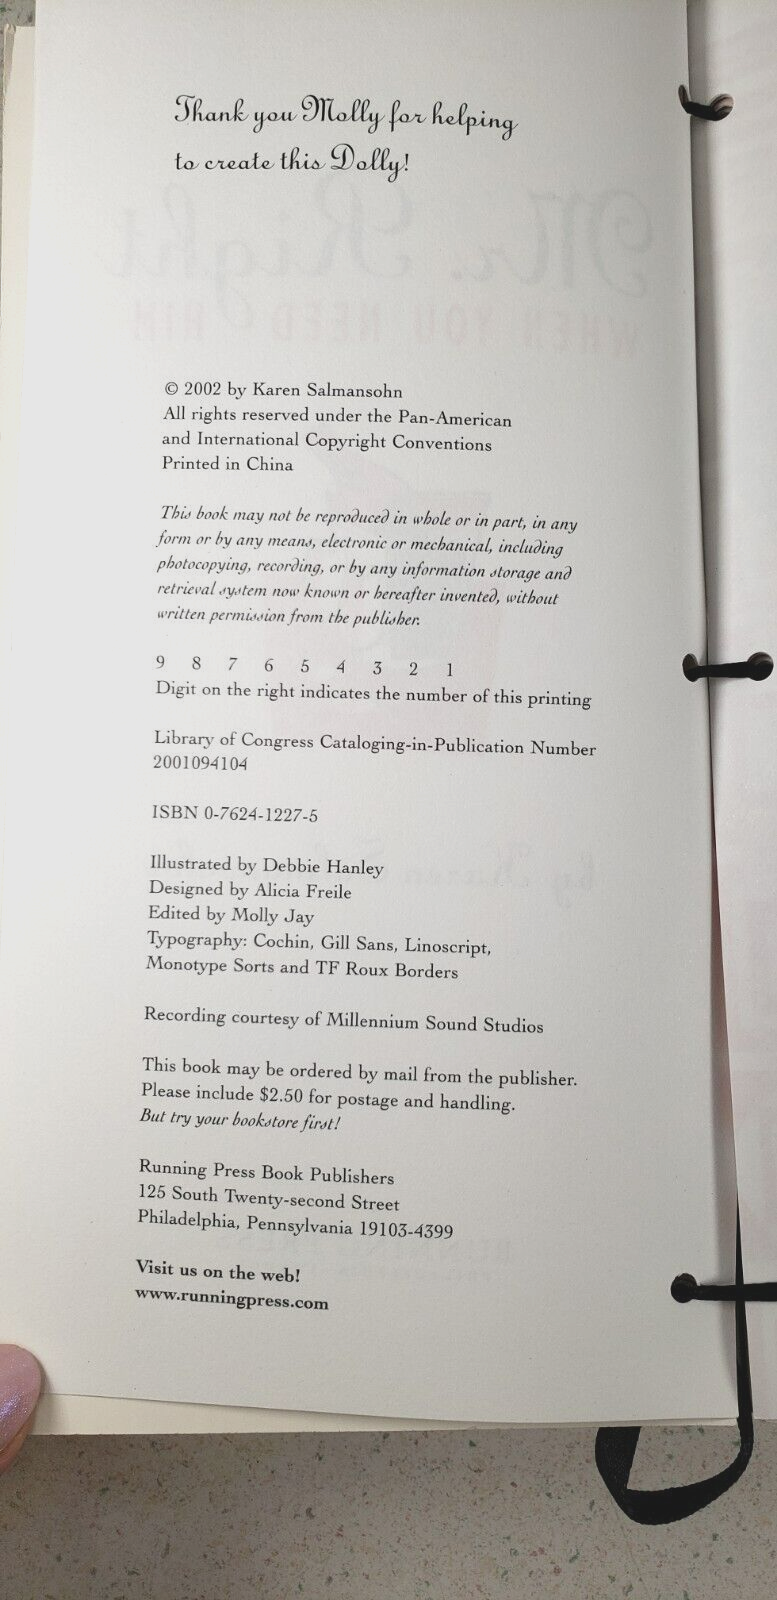 Thank you Molly for helping
to create this Dolly!
Mr. Right
WHEN YOU NEED HIM
© 2002 by Karen Salmansohn
All rights reserved under the Pan-American
and International Copyright Conventions
Printed in China
This book may not be reproduced in whole or in part, in any
form or by any means, electronic or mechanical, including
photocopying, recording, or by any information storage and
retrieval system now known or hereafter invented, without
written permission from the publisher.
9 8 7 6 5 4 3 2 1
Digit on the right indicates the number of this printing
Library of Congress Cataloging-in-Publication Number
2001094104
ISBN 0-7624-1227-5
Illustrated by Debbie Hanley
Designed by Alicia Freile
Edited by Molly Jay
Typography: Cochin, Gill Sans, Linoscript,
Monotype Sorts and TF Roux Borders
Recording courtesy of Millennium Sound Studios
This book may be ordered by mail from the publisher.
Please include $2.50 for postage and handling.
But try your bookstore first!
Running Press Book Publishers
125 South Twenty-second Street
Philadelphia, Pennsylvania 19103-4399
Visit us on the web!
www.runningpress.com